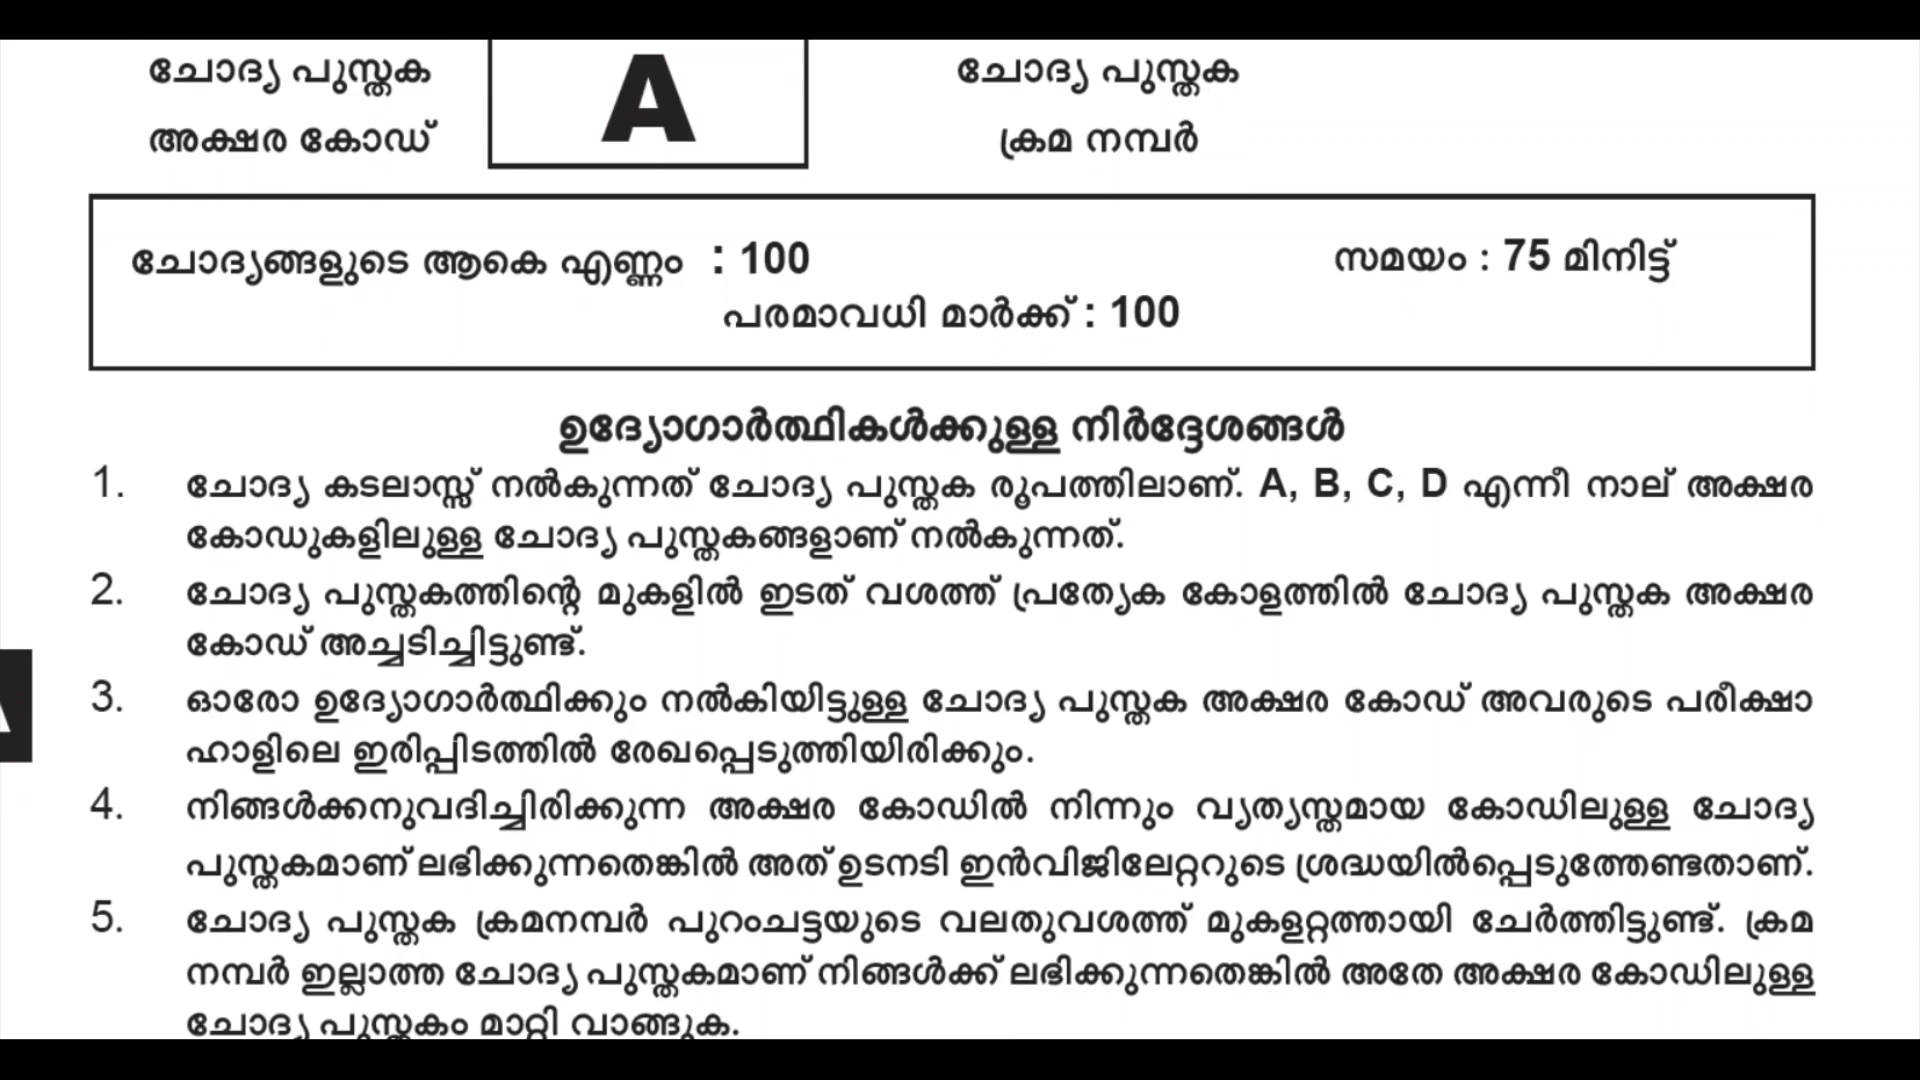 ചോദ്യ പുസ്തക
അക്ഷര കോഡ്
A
ചോദ്യ പുസ്തക
ക്രമ നമ്പർ
ചോദ്യങ്ങളുടെ ആകെ എണ്ണം : 100
സമയം : 75 മിനിട്ട്
പരമാവധി മാർക്ക് : 100
ഉദ്യോഗാർത്ഥികൾക്കുള്ള നിർദ്ദേശങ്ങൾ
1. ചോദ്യ കടലാസ്സ് നൽകുന്നത് ചോദ്യ പുസ്തക രൂപത്തിലാണ്. A, B, C, D എന്നീ നാല് അക്ഷര
കോഡുകളിലുള്ള ചോദ്യ പുസ്തകങ്ങളാണ് നൽകുന്നത്.
2. ചോദ്യ പുസ്തകത്തിന്റെ മുകളിൽ ഇടത് വശത്ത് പ്രത്യേക കോളത്തിൽ ചോദ്യ പുസ്തക അക്ഷര
കോഡ് അച്ചടിച്ചിട്ടുണ്ട്.
3. ഓരോ ഉദ്യോഗാർത്ഥിക്കും നൽകിയിട്ടുള്ള ചോദ്യ പുസ്തക അക്ഷര കോഡ് അവരുടെ പരീക്ഷാ
ഹാളിലെ ഇരിപ്പിടത്തിൽ രേഖപ്പെടുത്തിയിരിക്കും.
4. നിങ്ങൾക്കനുവദിച്ചിരിക്കുന്ന അക്ഷര കോഡിൽ നിന്നും വ്യത്യസ്തമായ കോഡിലുള്ള ചോദ്യ
പുസ്തകമാണ് ലഭിക്കുന്നതെങ്കിൽ അത് ഉടനടി ഇൻവിജിലേറ്ററുടെ ശ്രദ്ധയിൽപ്പെടുത്തേണ്ടതാണ്.
5. ചോദ്യ പുസ്തക ക്രമനമ്പർ പുറംചട്ടയുടെ വലതുവശത്ത് മുകളറ്റത്തായി ചേർത്തിട്ടുണ്ട്. ക്രമ
നമ്പർ ഇല്ലാത്ത ചോദ്യ പുസ്തകമാണ് നിങ്ങൾക്ക് ലഭിക്കുന്നതെങ്കിൽ അതേ അക്ഷര കോഡിലുള്ള
ചോദ്യ പുസ്തകം മാറ്റി വാങ്ങുക.